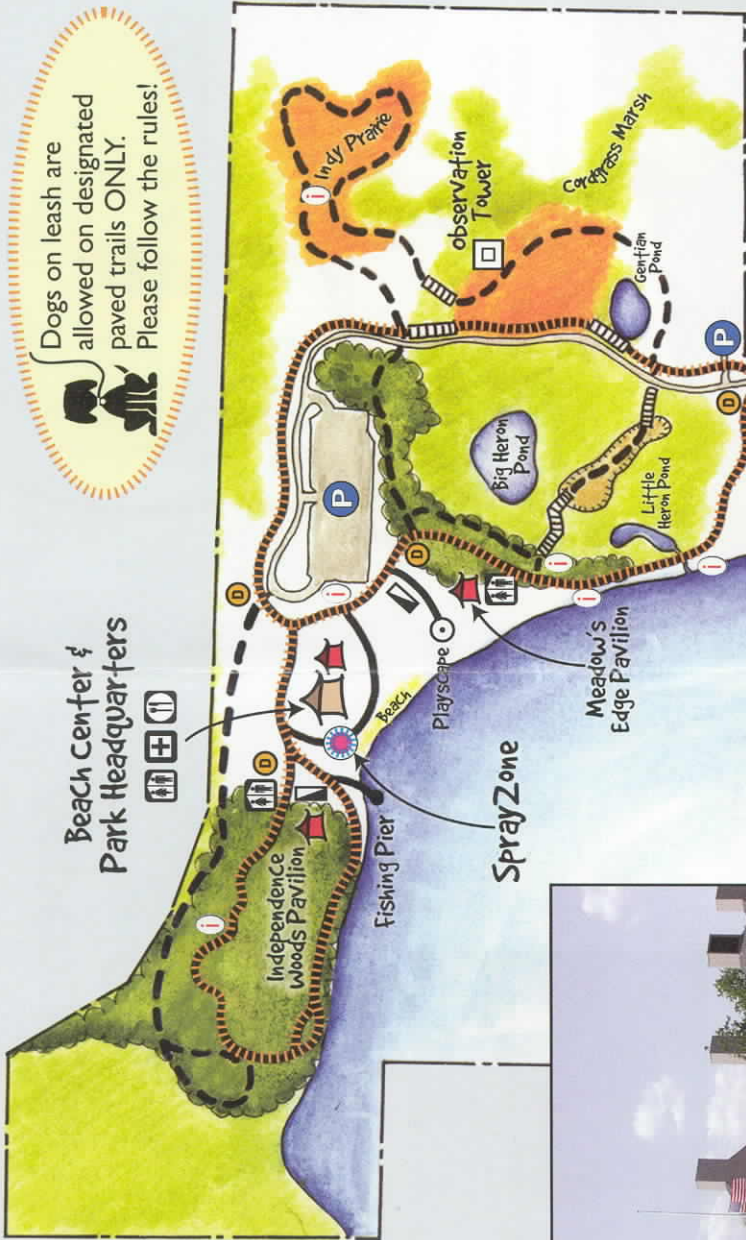 Dogs on leash are
allowed on designated
paved trails ONLY.
Please follow the rules!
Beach Center &
Park Headquarters
D
D
i
Independence
Woods Pavilion
Fishing Pier
SprayZone
Beach
Playscape
i
P
D
Meadow's
Edge Pavilion
i
i
i
Big Heron
Pond
Little
Heron Pond
D
P
Gentian
Pond
Observation
Tower
Cordgrass Marsh
i
Indy Prairie